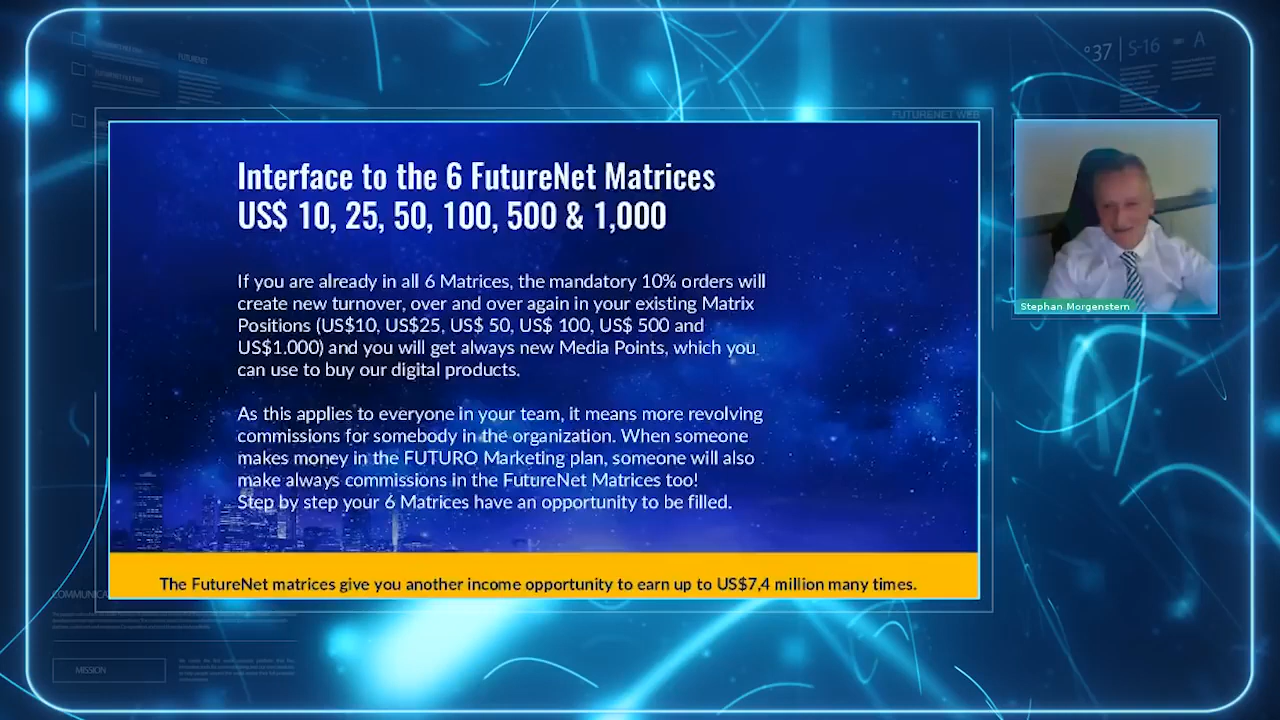 FUTURENET
°37 | S-16 A
FUTURENET WEB
Interface to the 6 FutureNet Matrices
US$ 10, 25, 50, 100, 500 & 1,000
If you are already in all 6 Matrices, the mandatory 10% orders will
create new turnover, over and over again in your existing Matrix
Positions (US$10, US$25, US$ 50, US$ 100, US$ 500 and
US$1.000) and you will get always new Media Points, which you
can use to buy our digital products.
As this applies to everyone in your team, it means more revolving
commissions for somebody in the organization. When someone
makes money in the FUTURO Marketing plan, someone will also
make always commissions in the FutureNet Matrices too!
Step by step your 6 Matrices have an opportunity to be filled.
The FutureNet matrices give you another income opportunity to earn up to US$7,4 million many times.
Stephan Morgenstern
COMMUNICA
MISSION